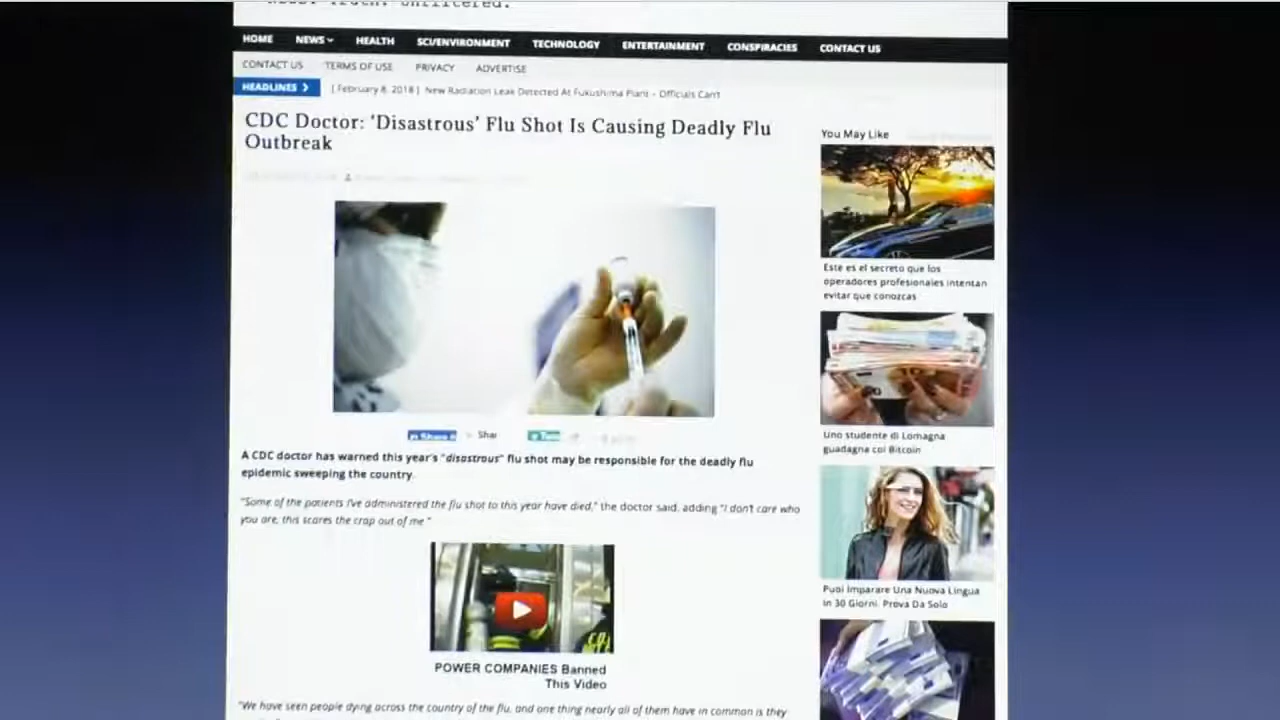 HOME NEWS HEALTH SCI/ENVIRONMENT TECHNOLOGY ENTERTAINMENT CONSPIRACIES CONTACT US
CONTACT US TERMS OF USE PRIVACY ADVERTISE
HEADLINES [ February 8, 2018 ] New Radiation Leak Detected At Fukushima Plant – Officials Can't
CDC Doctor: ‘Disastrous’ Flu Shot Is Causing Deadly Flu
Outbreak
Share
Shar
A CDC doctor has warned this year's "disastrous" flu shot may be responsible for the deadly flu
epidemic sweeping the country.
"Some of the patients I've administered the flu shot to this year have died," the doctor said, adding "I don't care who
you are, this scares the crap out of me."
POWER COMPANIES Banned
This Video
"We have seen people dying across the country of the flu, and one thing nearly all of them have in common is they
You May Like
Este es el secreto que los
operadores profesionales intentan
evitar que conozcas
Uno studente di Lomagna
guadagna coi Bitcoin
Puoi Imparare Una Nuova Lingua
In 30 Giorni. Prova Da Solo